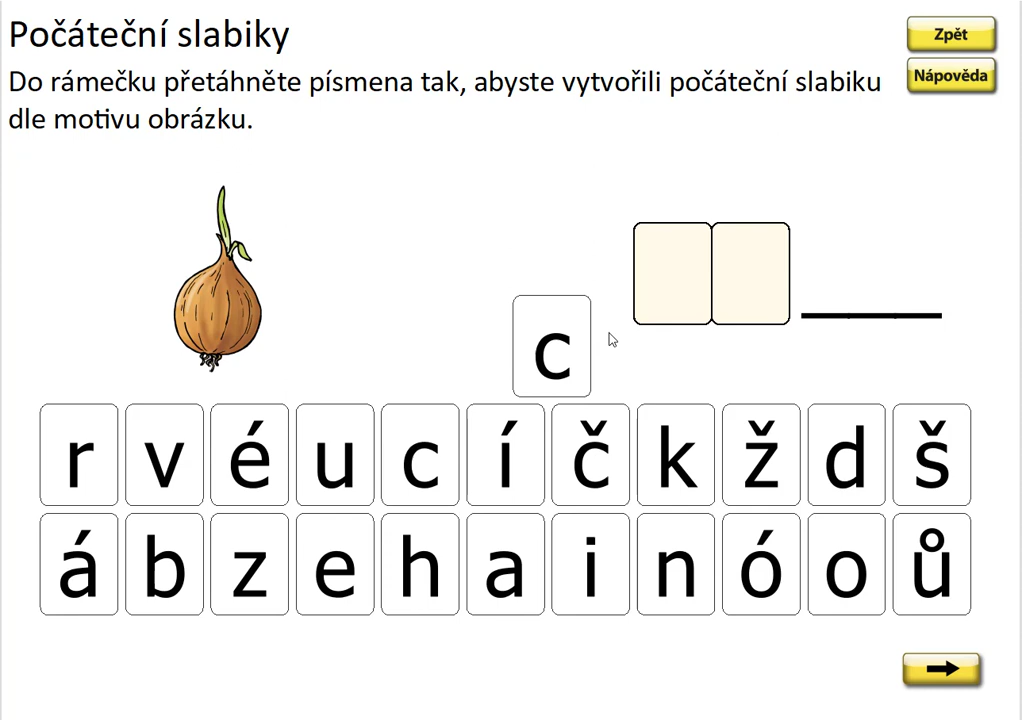 Počáteční slabiky
Zpět
Do rámečku přetáhněte písmena tak, abyste vytvořili počáteční slabiku
Nápověda
dle motivu obrázku.
c
r v é u c í č k ž d š
á b z e h a i n ó o ů